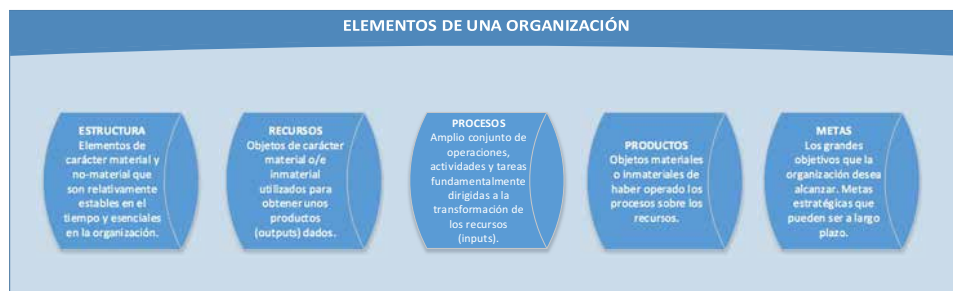 ELEMENTOS DE UNA ORGANIZACIÓN
ESTRUCTURA
Elementos de
carácter material y
no-material que
son relativamente
estables en el
tiempo y esenciales
en la organización.
RECURSOS
Objetos de carácter
material o/e
inmaterial
utilizados para
obtener unos
productos
(outputs) dados.
PROCESOS
Amplio conjunto de
operaciones,
actividades y tareas
fundamentalmente
dirigidas a la
transformación de
los recursos
(inputs).
PRODUCTOS
Objetos materiales
o inmateriales de
haber operado los
procesos sobre los
recursos.
METAS
Los grandes
objetivos que la
organización desea
alcanzar. Metas
estratégicas que
pueden ser a largo
plazo.